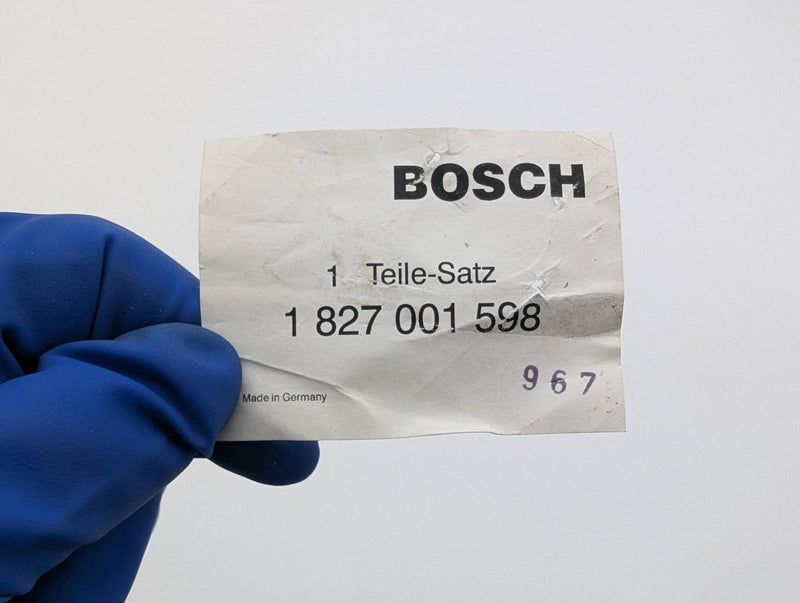 BOSCH
1 Teile-Satz
1 827 001 598
967
Made in Germany